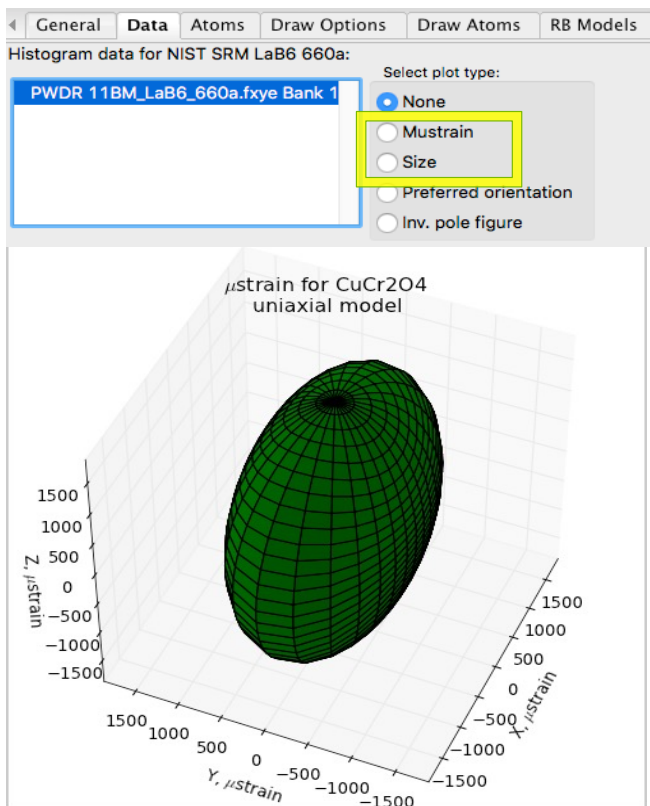 General Data Atoms Draw Options Draw Atoms RB Models
Histogram data for NIST SRM LaB6 660a:
Select plot type:
PWDR 11BM_LaB6_660a.fxye Bank 1
None
Mustrain
Size
Preferred orientation
Inv. pole figure
μstrain for CuCr2O4
uniaxial model
1500
1000
500
0
−500
−1000
−1500
Z, μstrain
1500
1000
500
0
−500
−1000
−1500
Y, μstrain
1500
1000
500
0
−500
−1000
−1500
X, μstrain